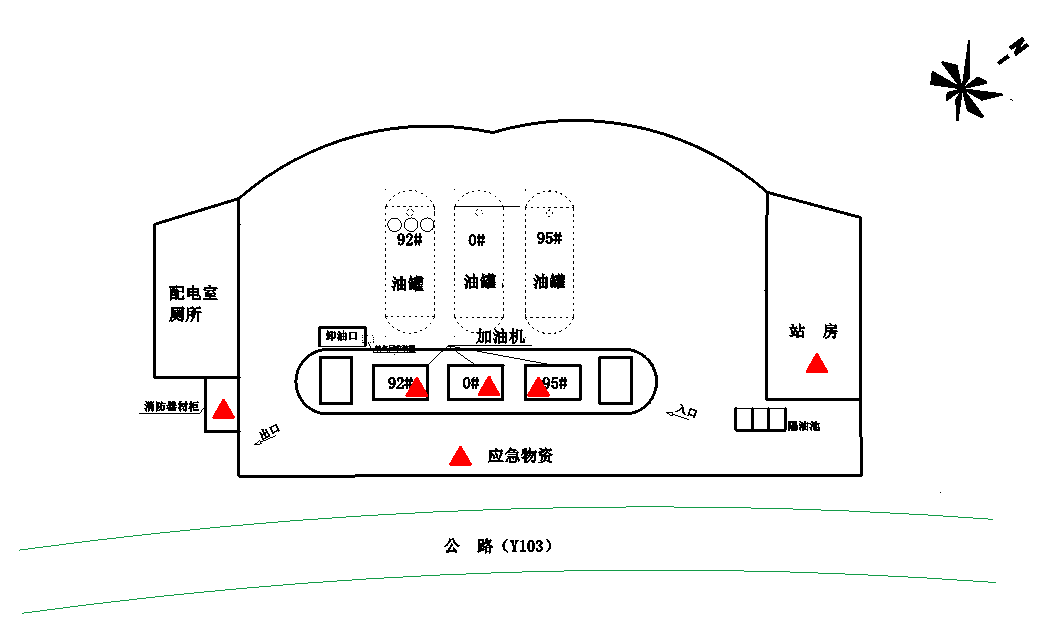 N
92#
0#
95#
油罐
油罐
油罐
配电室
厕所
站 房
卸油口
加油机
92#
0#
95#
消防器材柜
出口
入口
隔油池
应急物资
公 路(Y103)